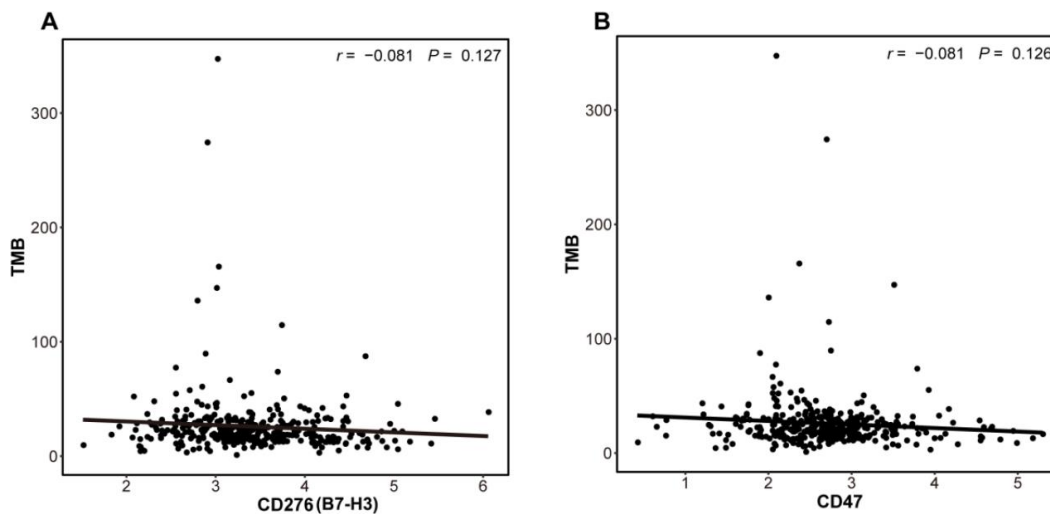 A
r = −0.081 P = 0.127
TMB
300
200
100
0
2 3 4 5 6
CD276 (B7-H3)
B
r = −0.081 P = 0.126
TMB
300
200
100
0
1 2 3 4 5
CD47